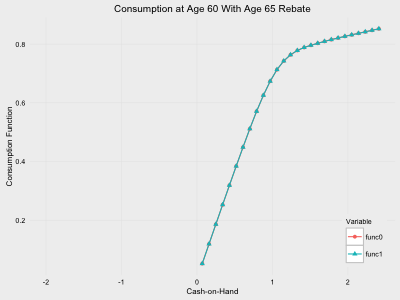 Consumption at Age 60 With Age 65 Rebate
Consumption Function
0.8
0.6
0.4
0.2
-2
-1
0
1
2
Cash-on-Hand
Variable
func0
func1